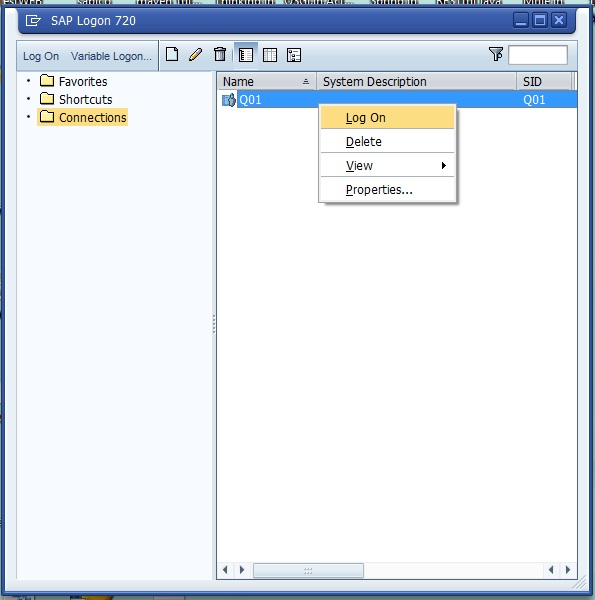 SAP Logon 720
Log On Variable Logon...
Favorites
Shortcuts
Connections
Name System Description SID
Q01 Q01
Log On
Delete
View
Properties...